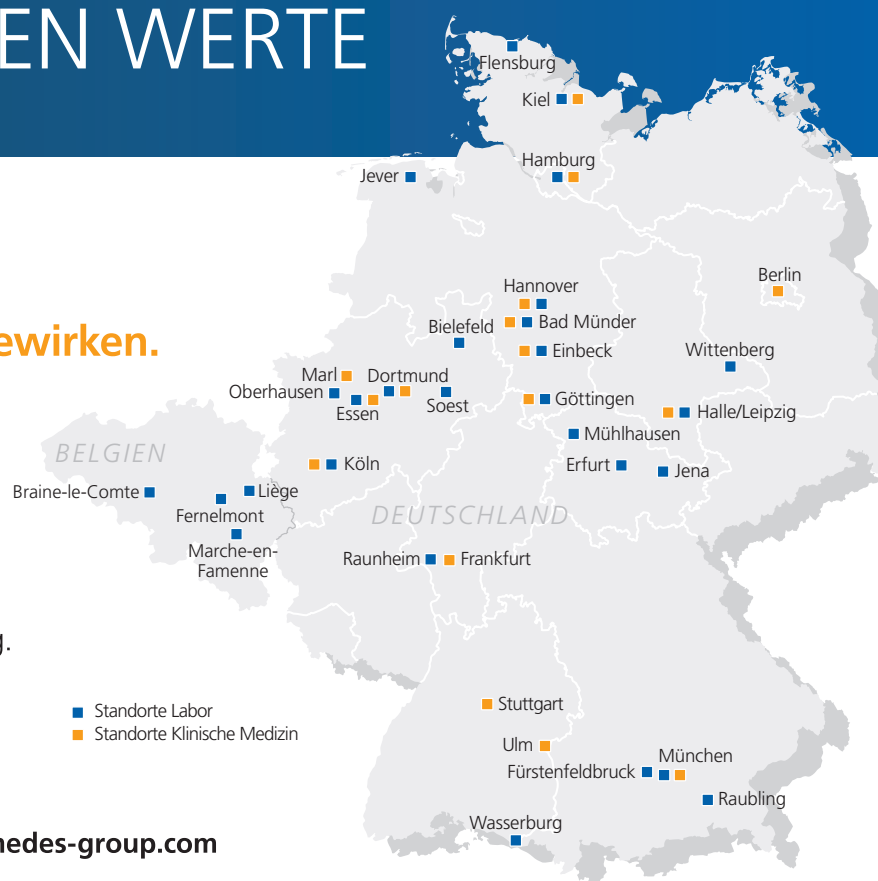 EN WERTE
Flensburg
Kiel
Hamburg
Jever
Berlin
Hannover
ewirken.
Bielefeld
Bad Münder
Einbeck
Wittenberg
Marl
Dortmund
Oberhausen
Essen
Soest
Göttingen
Halle/Leipzig
Mühlhausen
BELGIEN
Köln
Erfurt
Jena
Braine-le-Comte
Liège
Fernelmont
DEUTSCHLAND
Marche-en-
Famenne
Raunheim
Frankfurt
g.
Standorte Labor
Standorte Klinische Medizin
Stuttgart
Ulm
München
Fürstenfeldbruck
Raubling
Wasserburg
nedes-group.com